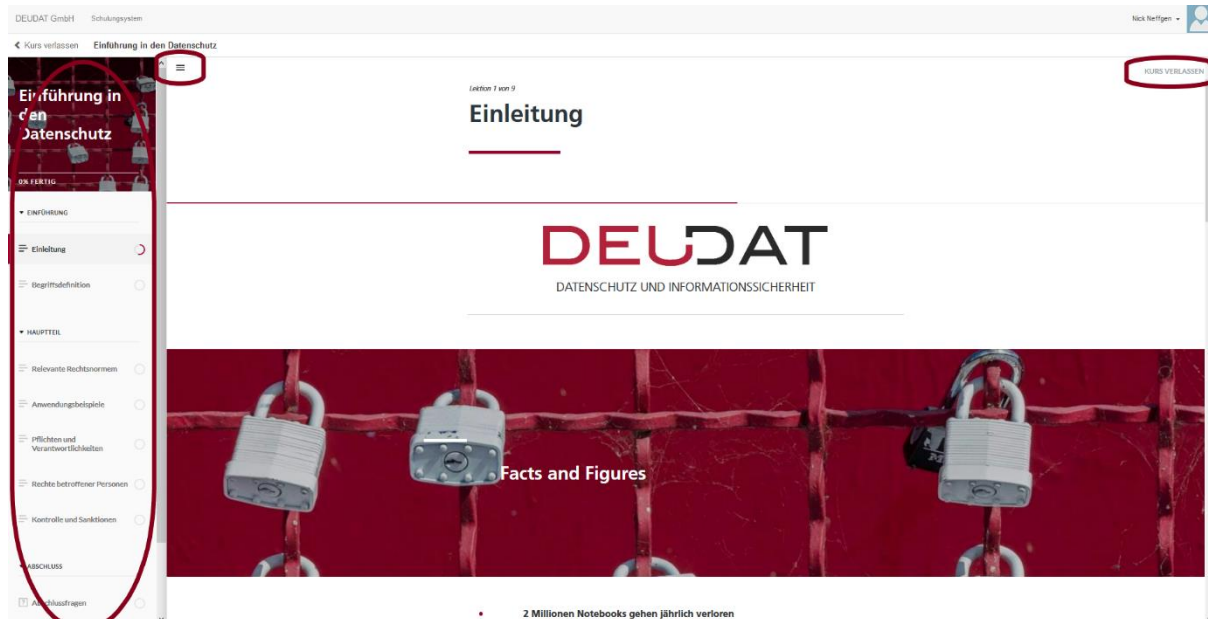 DEUDAT GmbH Schulungsystem
Nick Neffgen
Kurs verlassen Einführung in den Datenschutz
Einführung in
den
Datenschutz
0% FERTIG
EINFÜHRUNG
Einleitung
Begriffsdefinition
HAUPTTEIL
Relevante Rechtsnormem
Anwendungsbeispiele
Pflichten und
Verantwortlichkeiten
Rechte betroffener Personen
Kontrolle und Sanktionen
ABSCHLUSS
Abschlussfragen
KURS VERLASSEN
Lektion 1 von 9
Einleitung
DEUDAT
DATENSCHUTZ UND INFORMATIONSSICHERHEIT
Facts and Figures
2 Millionen Notebooks gehen jährlich verloren